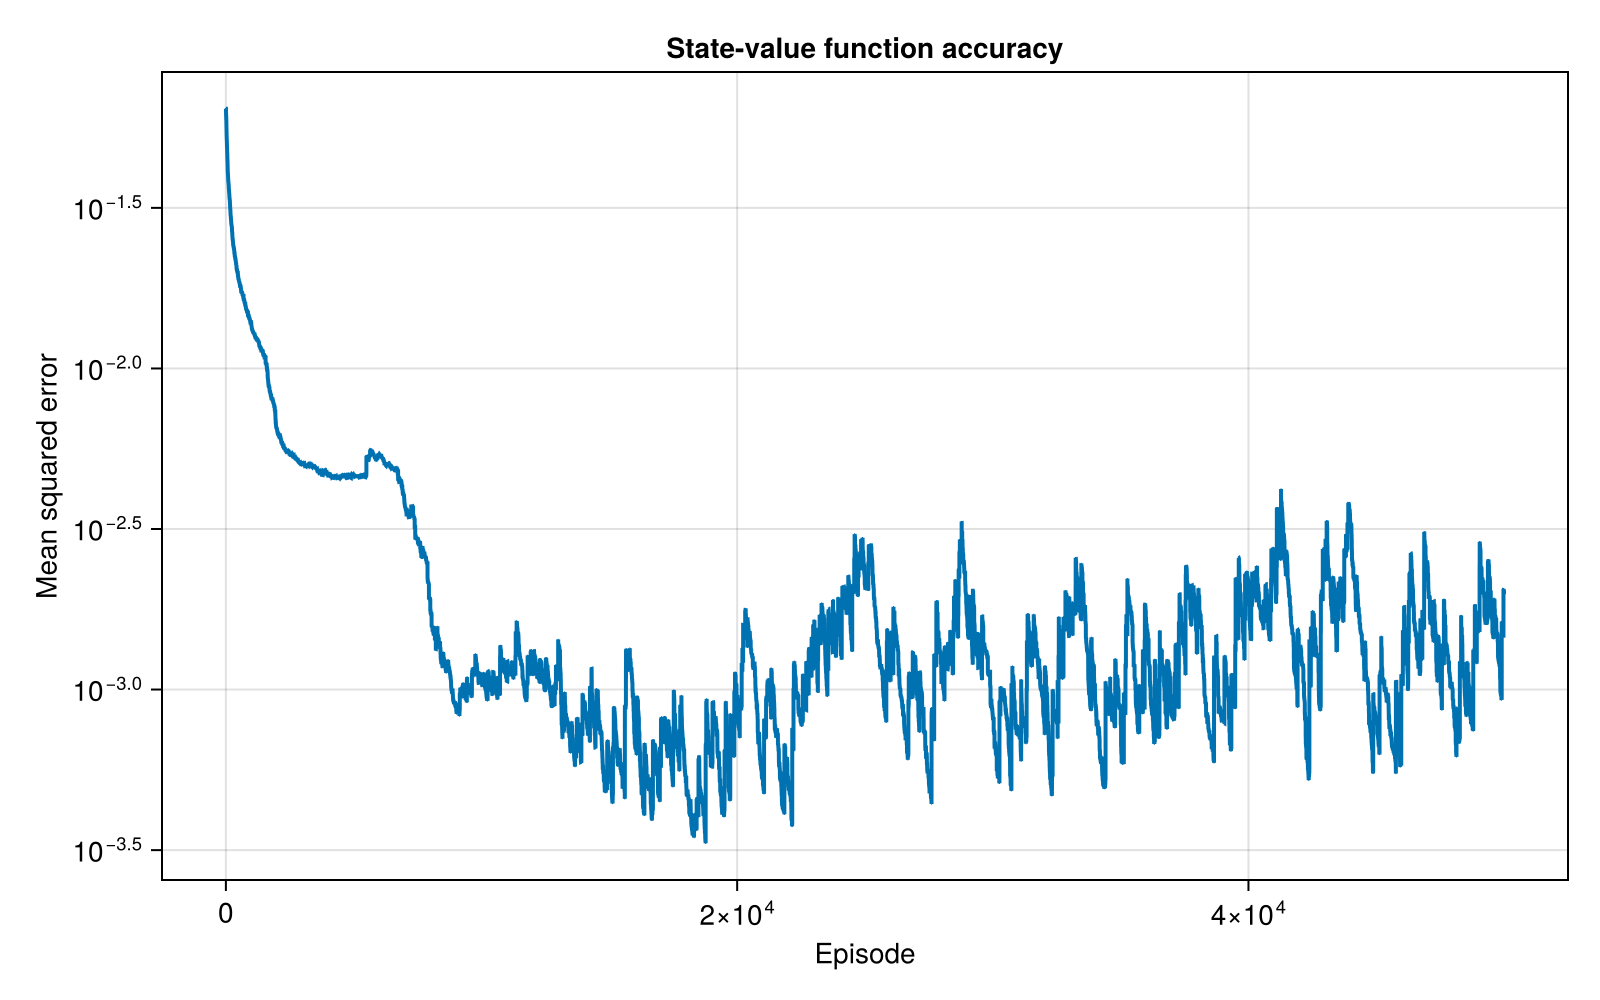 State-value function accuracy
Mean squared error
10^−1.5
10^−2.0
10^−2.5
10^−3.0
10^−3.5
0
2×10^4
4×10^4
Episode